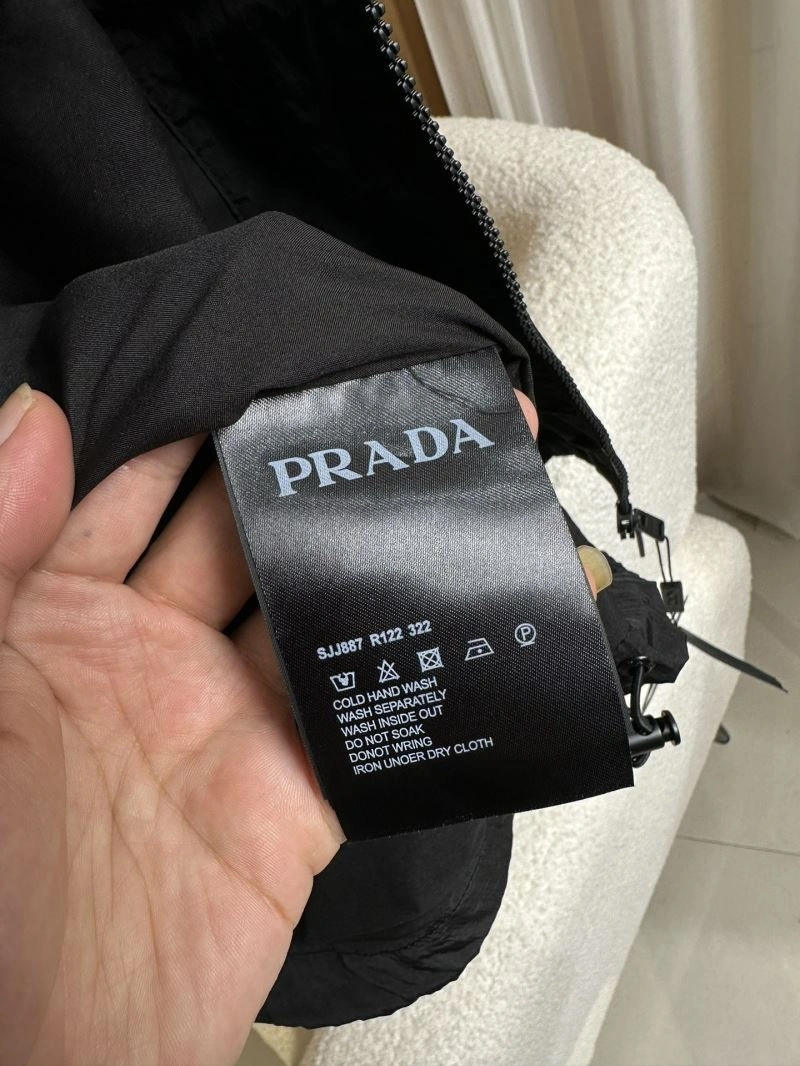 PRADA
SJJ887 R122 322
P
COLD HAND WASH
WASH SEPARATELY
WASH INSIDE OUT
DO NOT SOAK
DONOT WRING
IRON UNDER DRY CLOTH